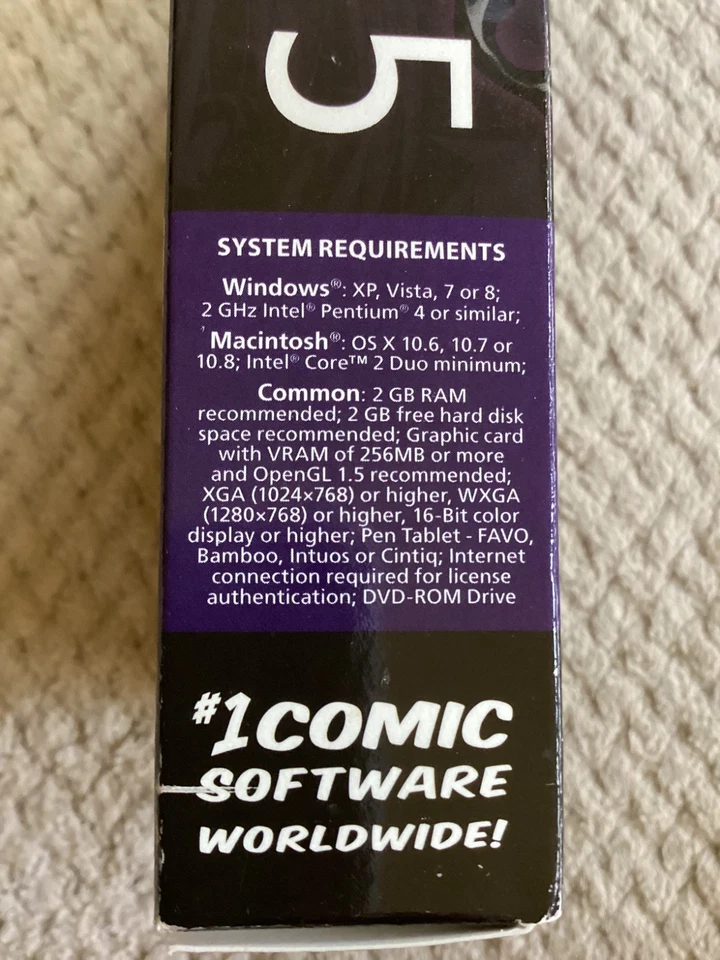 5
SYSTEM REQUIREMENTS
Windows®: XP, Vista, 7 or 8;
2 GHz Intel® Pentium® 4 or similar;
Macintosh®: OS X 10.6, 10.7 or
10.8; Intel® Core™ 2 Duo minimum;
Common: 2 GB RAM
recommended; 2 GB free hard disk
space recommended; Graphic card
with VRAM of 256MB or more
and OpenGL 1.5 recommended;
XGA (1024×768) or higher, WXGA
(1280×768) or higher, 16-Bit color
display or higher; Pen Tablet - FAVO,
Bamboo, Intuos or Cintiq; Internet
connection required for license
authentication; DVD-ROM Drive
#1 COMIC
SOFTWARE
WORLDWIDE!